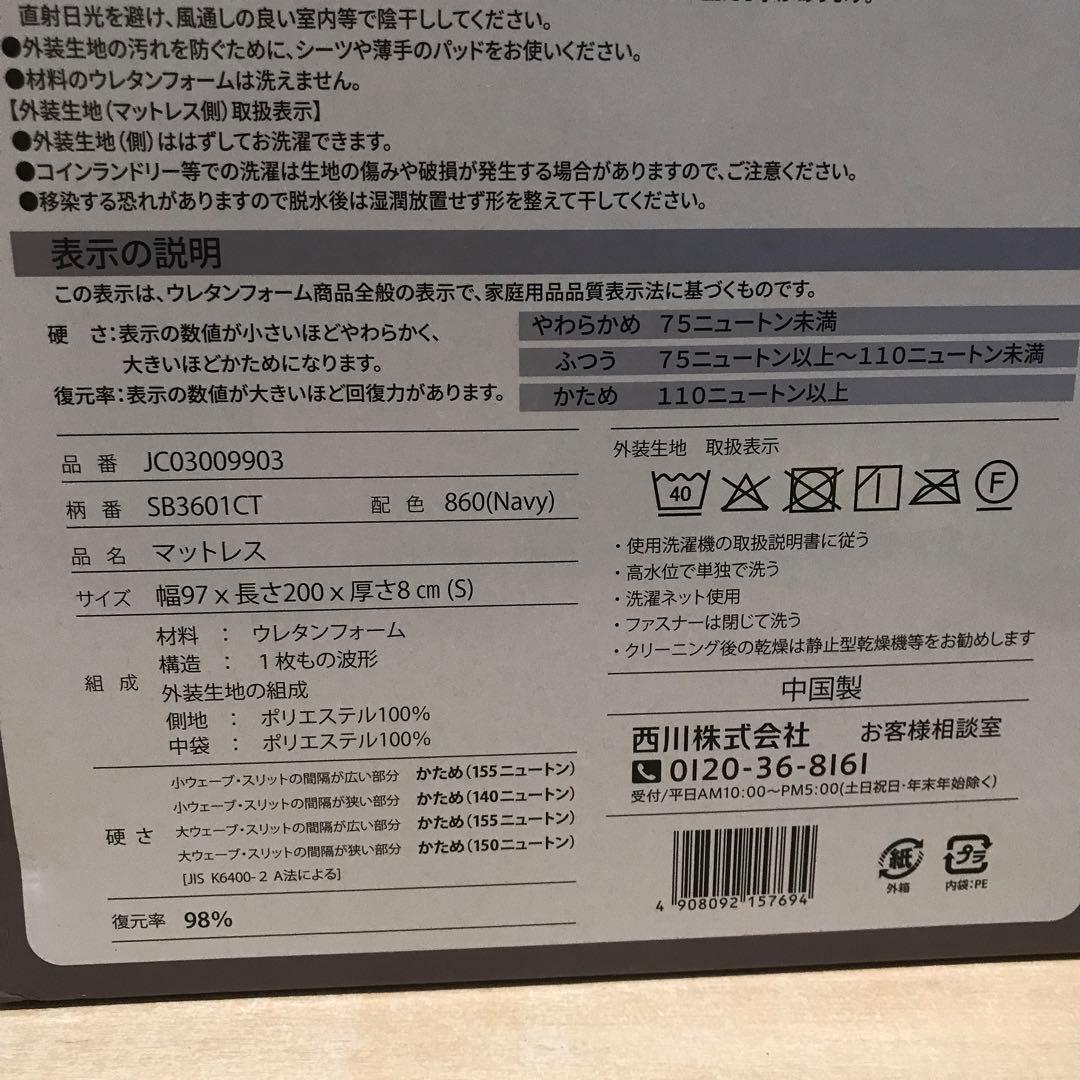 直射日光を避け、風通しの良い室内等で陰干ししてください。
●外装生地の汚れを防ぐために、シーツや薄手のパッドをお使いください。
●材料のウレタンフォームは洗えません。
【外装生地(マットレス側)取扱表示】
●外装生地(側)ははずしてお洗濯できます。
●コインランドリー等での洗濯は生地の傷みや破損が発生する場合がありますので、ご注意ください。
●移染する恐れがありますので脱水後は湿潤放置せず形を整えて干してください。
表示の説明
この表示は、ウレタンフォーム商品全般の表示で、家庭用品品質表示法に基づくものです。
硬 さ:表示の数値が小さいほどやわらかく、
大きいほどかためになります。
復元率:表示の数値が大きいほど回復力があります。
やわらかめ 75ニュートン未満
ふつう 75ニュートン以上〜110ニュートン未満
かため 110ニュートン以上
品 番 JC03009903
柄 番 SB3601CT 配 色 860(Navy)
品 名 マットレス
サイズ 幅97 x 長さ200 x 厚さ8 cm (S)
組 成
材料 : ウレタンフォーム
構造 : 1枚もの波形
外装生地の組成
側地 : ポリエステル100%
中袋 : ポリエステル100%
硬 さ
小ウェーブ・スリットの間隔が広い部分 かため(155ニュートン)
小ウェーブ・スリットの間隔が狭い部分 かため(140ニュートン)
大ウェーブ・スリットの間隔が広い部分 かため(155ニュートン)
大ウェーブ・スリットの間隔が狭い部分 かため(150ニュートン)
[JIS K6400-2 A法による]
復元率 98%
外装生地 取扱表示
40
F
・使用洗濯機の取扱説明書に従う
・高水位で単独で洗う
・洗濯ネット使用
・ファスナーは閉じて洗う
・クリーニング後の乾燥は静止型乾燥機等をお勧めします
中国製
西川株式会社 お客様相談室
0120-36-8161
受付/平日AM10:00〜PM5:00(土日祝日・年末年始除く)
4 908092 157694
紙
外箱
プラ
内袋:PE